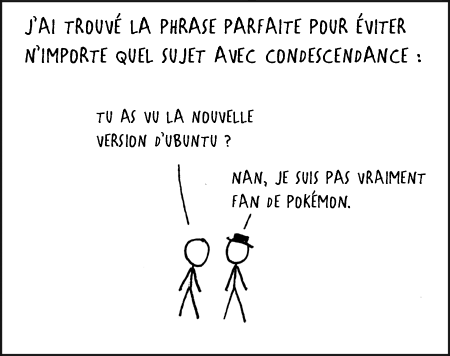 J'AI TROUVÉ LA PHRASE PARFAITE POUR ÉVITER
N'IMPORTE QUEL SUJET AVEC CONDESCENDANCE :
TU AS VU LA NOUVELLE
VERSION D'UBUNTU ?
NAN, JE SUIS PAS VRAIMENT
FAN DE POKÉMON.